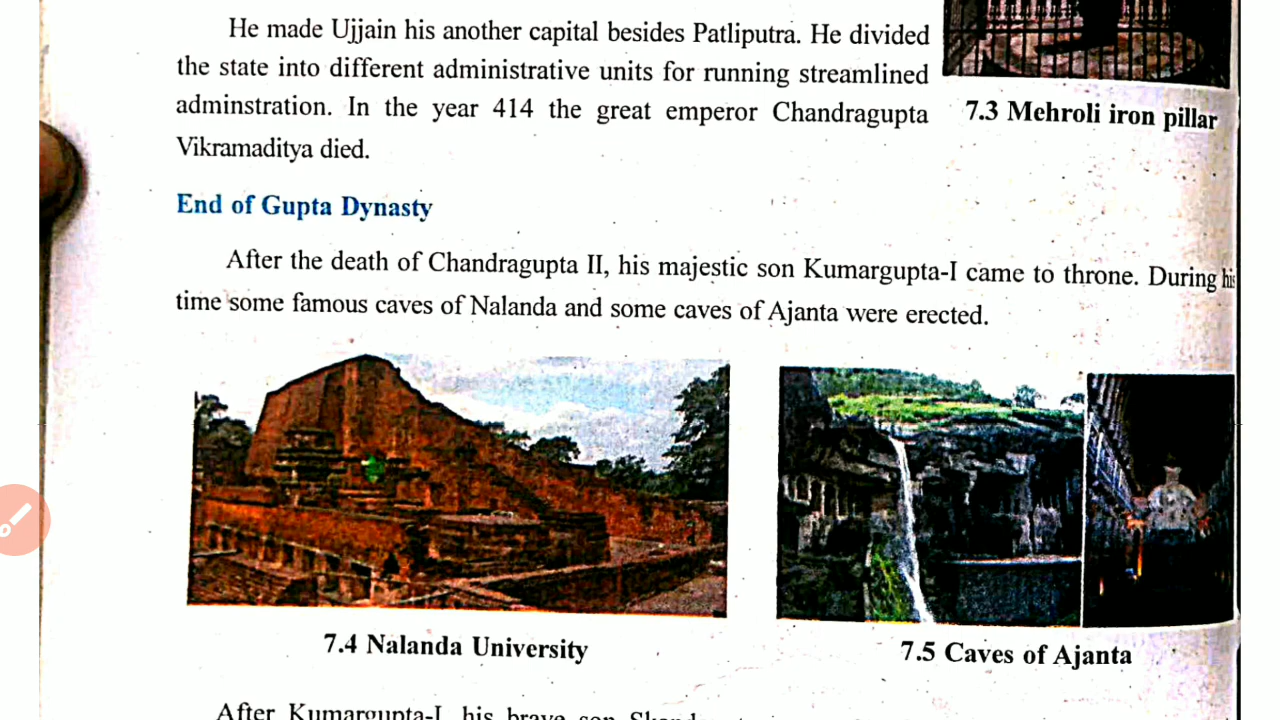 He made Ujjain his another capital besides Patliputra. He divided
the state into different administrative units for running streamlined
adminstration. In the year 414 the great emperor Chandragupta
Vikramaditya died.
7.3 Mehroli iron pillar
End of Gupta Dynasty
After the death of Chandragupta II, his majestic son Kumargupta-I came to throne. During his
time some famous caves of Nalanda and some caves of Ajanta were erected.
7.4 Nalanda University
7.5 Caves of Ajanta
After Kumargupta-I, his brave son